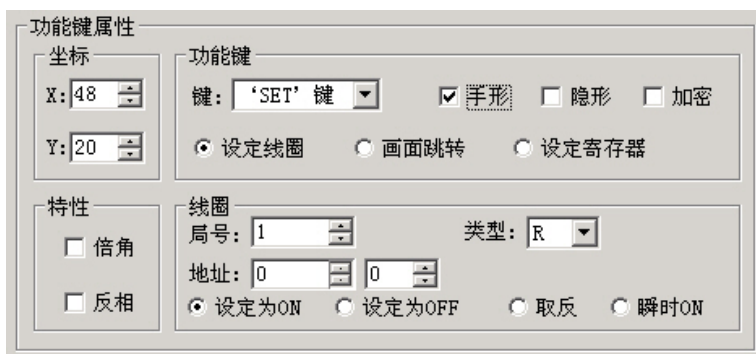 功能键属性
坐标
X: 48
Y: 20
功能键
键: ‘SET’ 键 手形 隐形 加密
设定线圈 画面跳转 设定寄存器
特性
倍角
反相
线圈
局号: 1 类型: R
地址: 0 0
设定为ON 设定为OFF 取反 瞬时ON